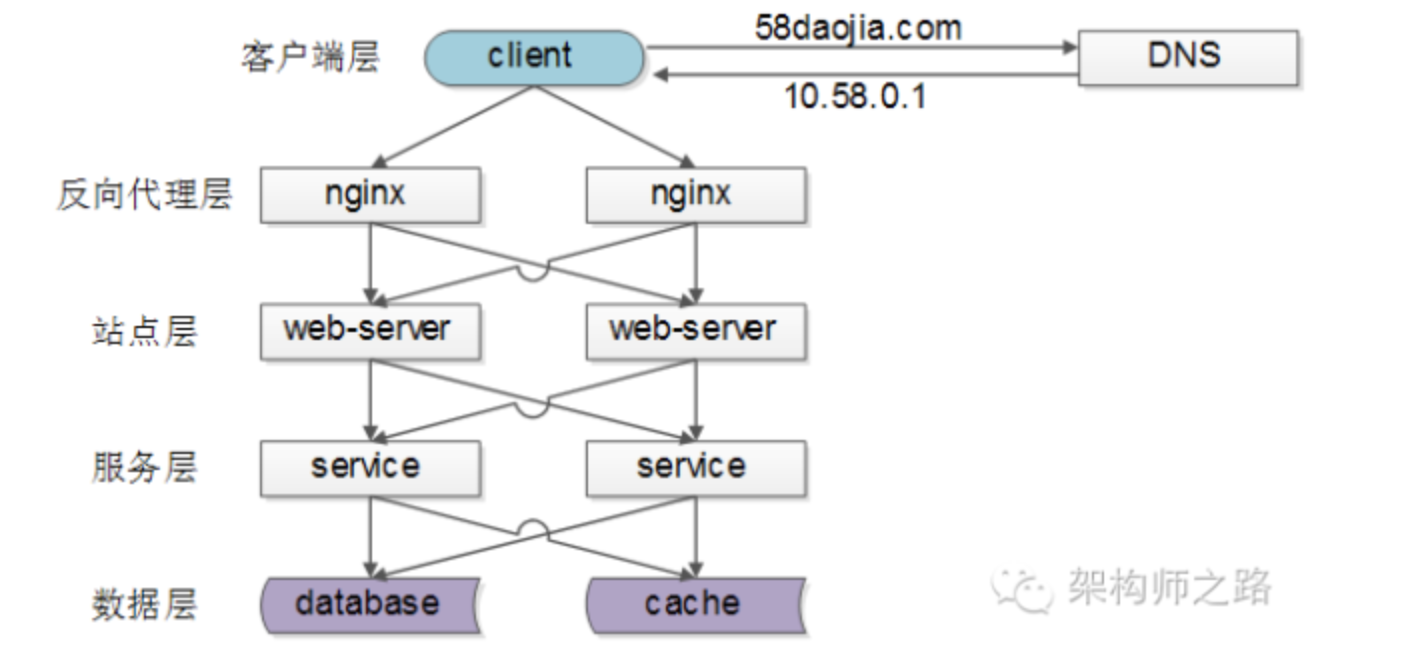 58daojia.com
客户端层 client DNS
10.58.0.1
反向代理层 nginx nginx
站点层 web-server web-server
服务层 service service
数据层 database cache
架构师之路